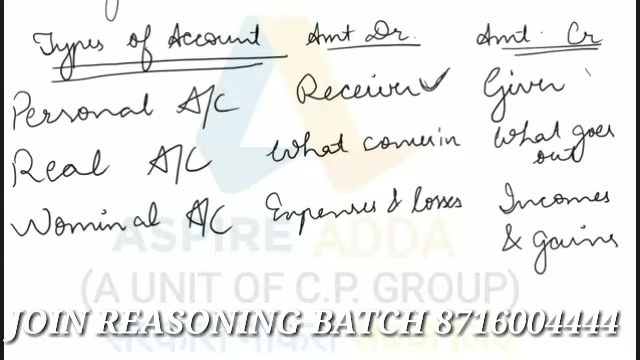 Types of Account Amt Dr. Amt. Cr
Personal A/C Receiver ✓ Giver
Real A/C What comes in What goes out
Nominal A/C Expenses & losses Incomes & gains
ASPIRE ADDA
(A UNIT OF C.P. GROUP)
JOIN REASONING BATCH 8716004444